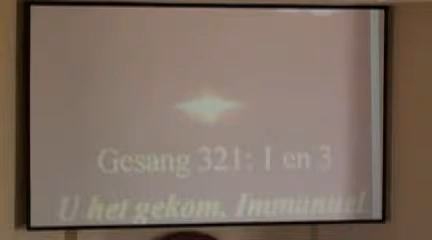 Gesang 321: 1 en 3
U het gekom, Immanuel